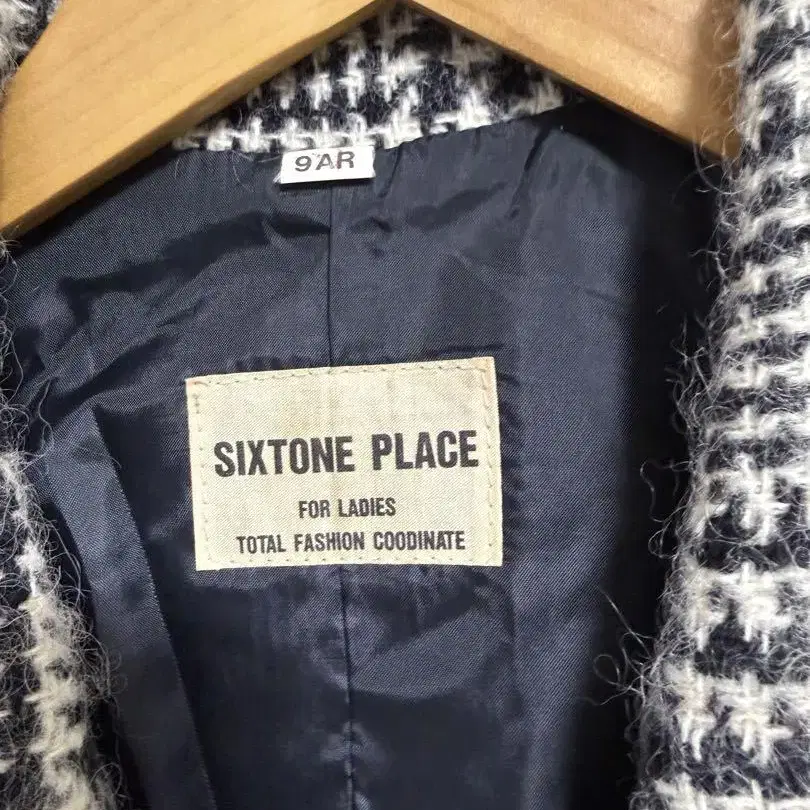 9AR
SIXTONE PLACE
FOR LADIES
TOTAL FASHION COODINATE